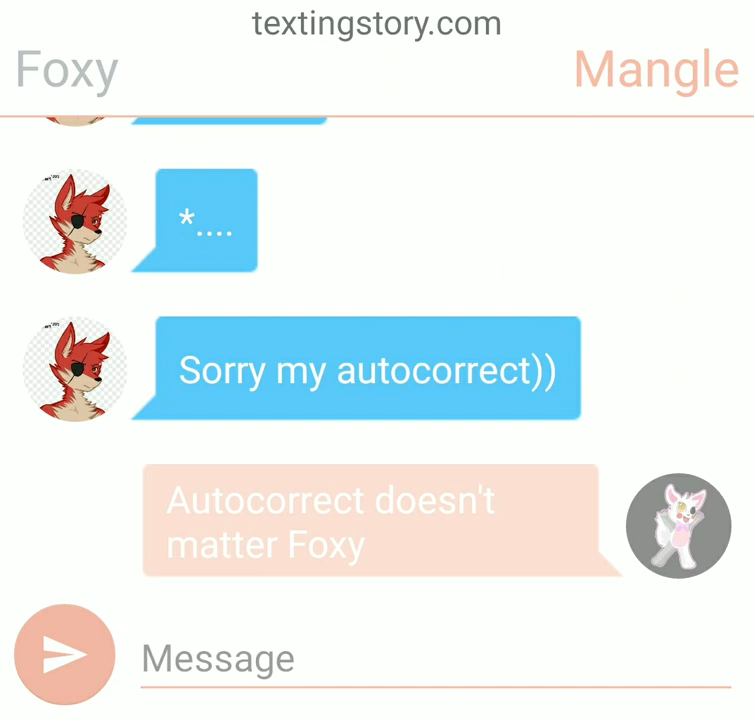 textingstory.com
Foxy
Mangle
*....
Sorry my autocorrect))
Autocorrect doesn't
matter Foxy
Message